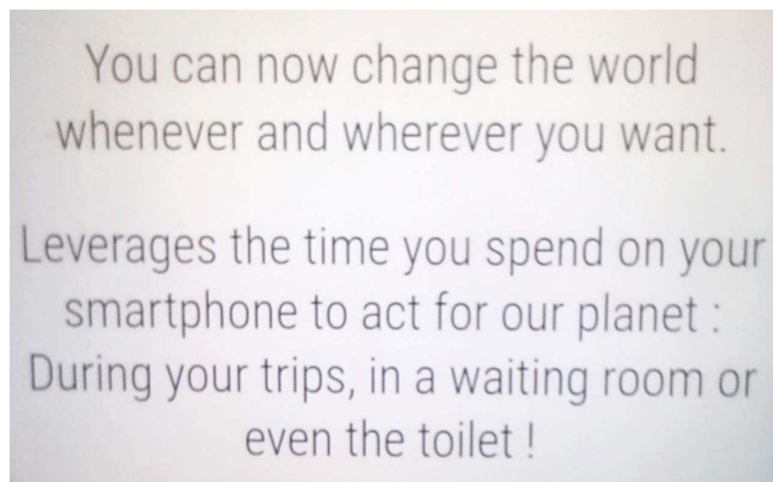 You can now change the world
whenever and wherever you want.
Leverages the time you spend on your
smartphone to act for our planet :
During your trips, in a waiting room or
even the toilet !